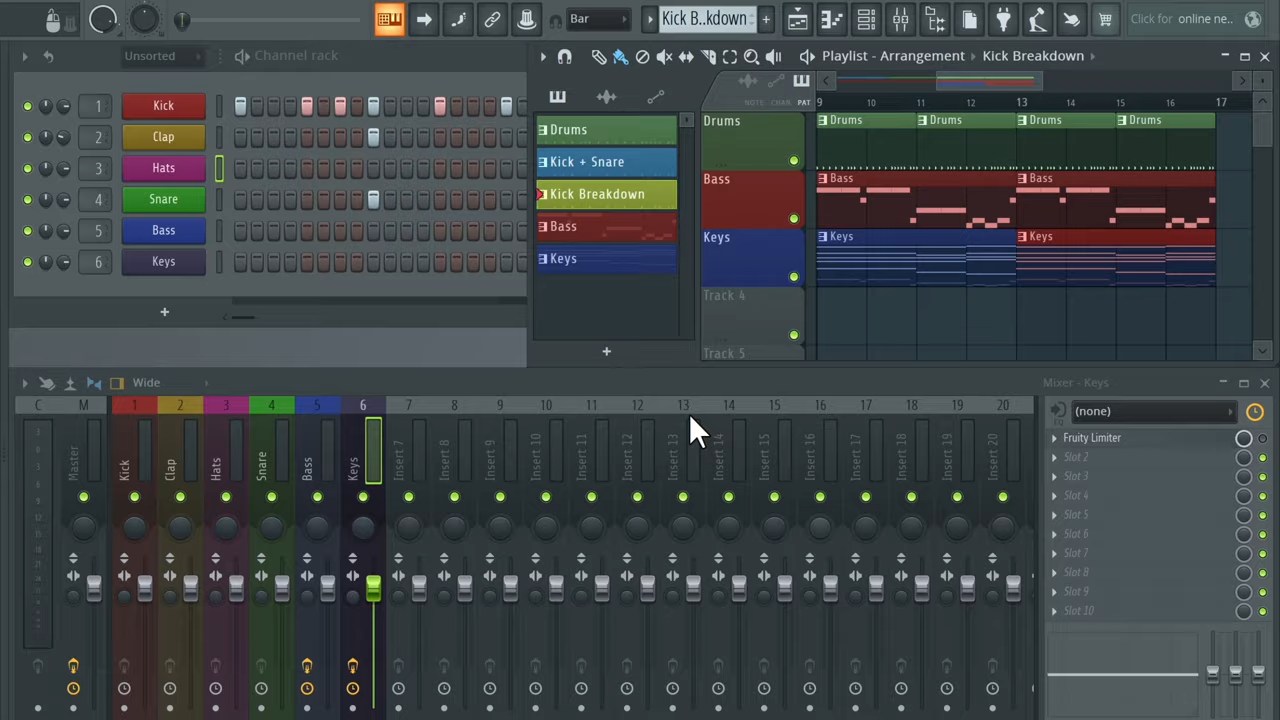 Bar
Kick B..kdown
Click for online ne..
Unsorted
Channel rack
Playlist - Arrangement
Kick Breakdown
NOTE CHAN PAT
9 10 11 12 13 14 15 16 17
1 Kick
2 Clap
3 Hats
4 Snare
5 Bass
6 Keys
+
Drums
Kick + Snare
Kick Breakdown
Bass
Keys
+
Drums
Drums Drums Drums Drums
Bass
Bass Bass
Keys
Keys Keys
Track 4
Track 5
Wide
Mixer - Keys
C M 1 2 3 4 5 6 7 8 9 10 11 12 13 14 15 16 17 18 19 20
Master
Kick
Clap
Hats
Snare
Bass
Keys
Insert 7
Insert 8
Insert 9
Insert 10
Insert 11
Insert 12
Insert 13
Insert 14
Insert 15
Insert 16
Insert 17
Insert 18
Insert 19
Insert 20
(none)
Fruity Limiter
Slot 2
Slot 3
Slot 4
Slot 5
Slot 6
Slot 7
Slot 8
Slot 9
Slot 10